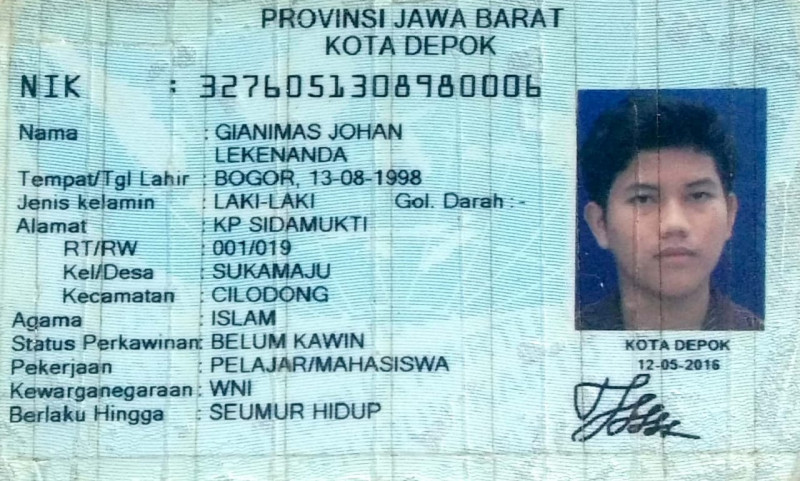 PROVINSI JAWA BARAT
KOTA DEPOK
NIK : 3276051308980006
Nama : GIANIMAS JOHAN
LEKENANDA
Tempat/Tgl Lahir : BOGOR, 13-08-1998
Jenis kelamin : LAKI-LAKI Gol. Darah : -
Alamat : KP SIDAMUKTI
RT/RW : 001/019
Kel/Desa : SUKAMAJU
Kecamatan : CILODONG
Agama : ISLAM
Status Perkawinan: BELUM KAWIN
Pekerjaan : PELAJAR/MAHASISWA
Kewarganegaraan : WNI
Berlaku Hingga : SEUMUR HIDUP
KOTA DEPOK
12-05-2016